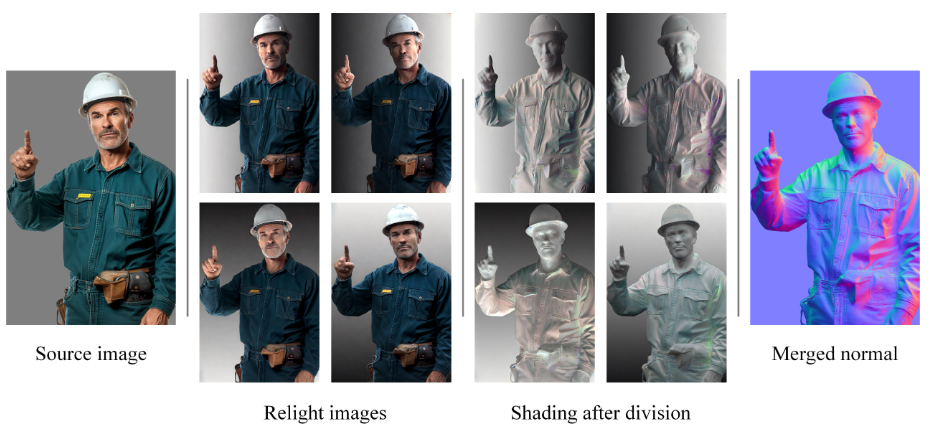 Source image
Merged normal
Relight images
Shading after division